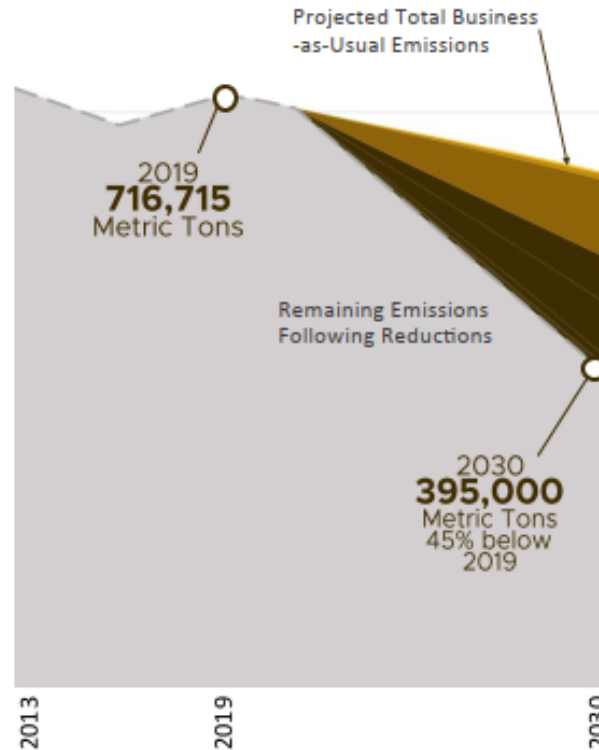 Projected Total Business
-as-Usual Emissions
2019
716,715
Metric Tons
Remaining Emissions
Following Reductions
2030
395,000
Metric Tons
45% below
2019
2013
2019
2030